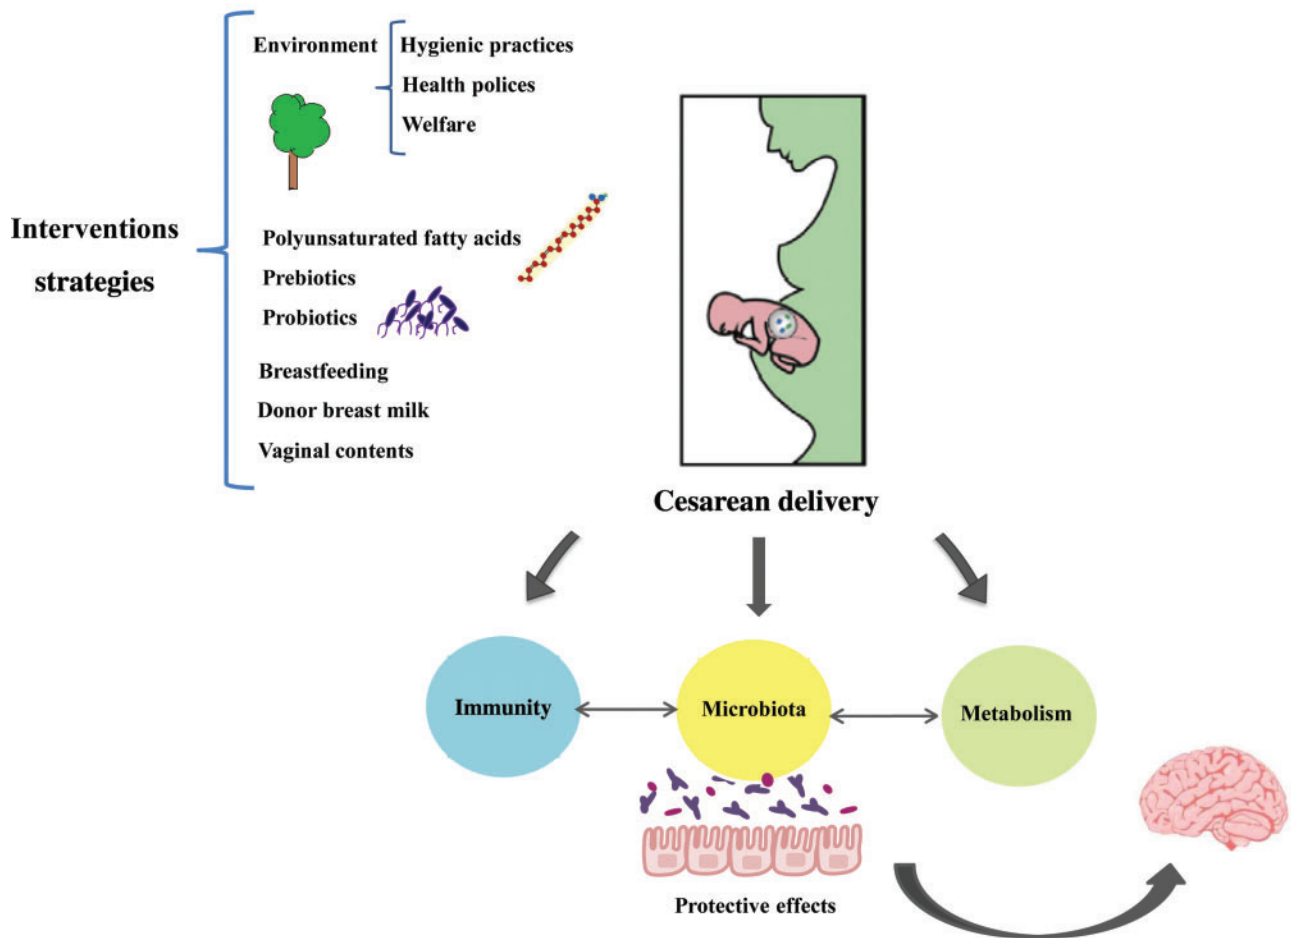 Interventions
strategies
Environment
Hygienic practices
Health polices
Welfare
Polyunsaturated fatty acids
Prebiotics
Probiotics
Breastfeeding
Donor breast milk
Vaginal contents
Cesarean delivery
Immunity
Microbiota
Metabolism
Protective effects